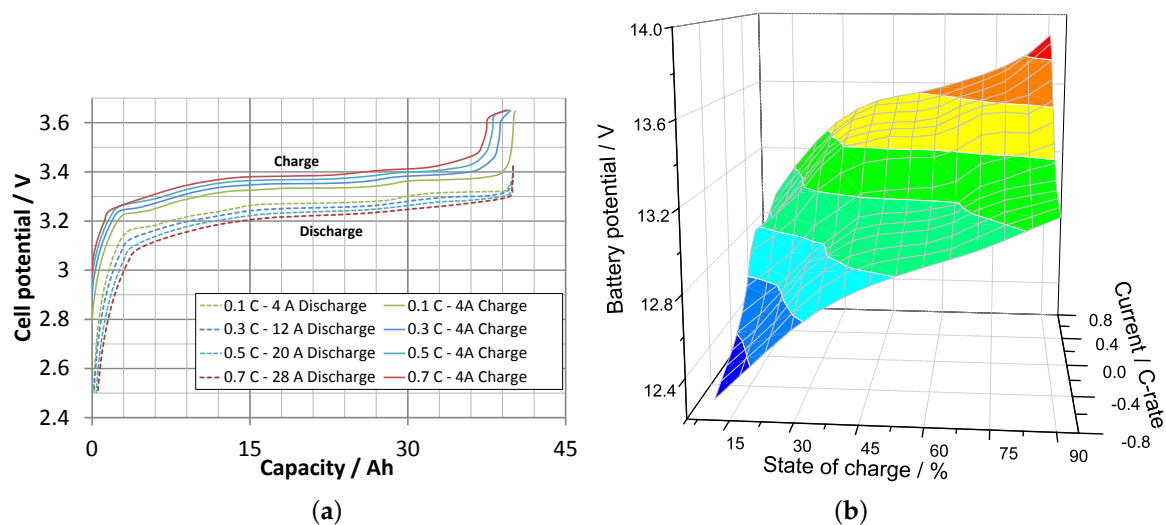 3.6
3.4
3.2
3
2.8
2.6
2.4
Cell potential / V
Charge
Discharge
0.1 C - 4 A Discharge
0.1 C - 4A Charge
0.3 C - 12 A Discharge
0.3 C - 4A Charge
0.5 C - 20 A Discharge
0.5 C - 4A Charge
0.7 C - 28 A Discharge
0.7 C - 4A Charge
0
15
30
45
Capacity / Ah
(a)
14.0
13.6
13.2
12.8
12.4
Battery potential / V
15
30
45
60
75
90
State of charge / %
0.8
0.4
0.0
-0.4
-0.8
Current / C-rate
(b)